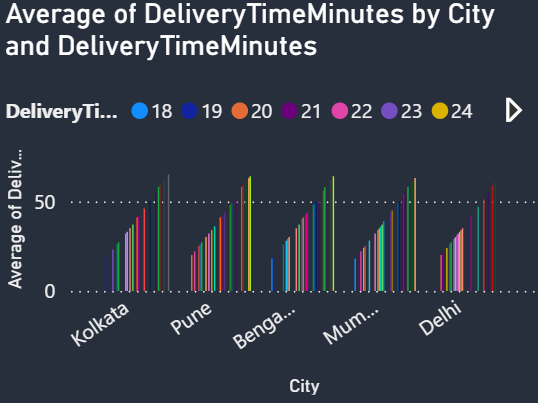 Average of DeliveryTimeMinutes by City
and DeliveryTimeMinutes
DeliveryTi... 18 19 20 21 22 23 24
Average of Deliv...
50
0
Kolkata Pune Benga... Mum... Delhi
City